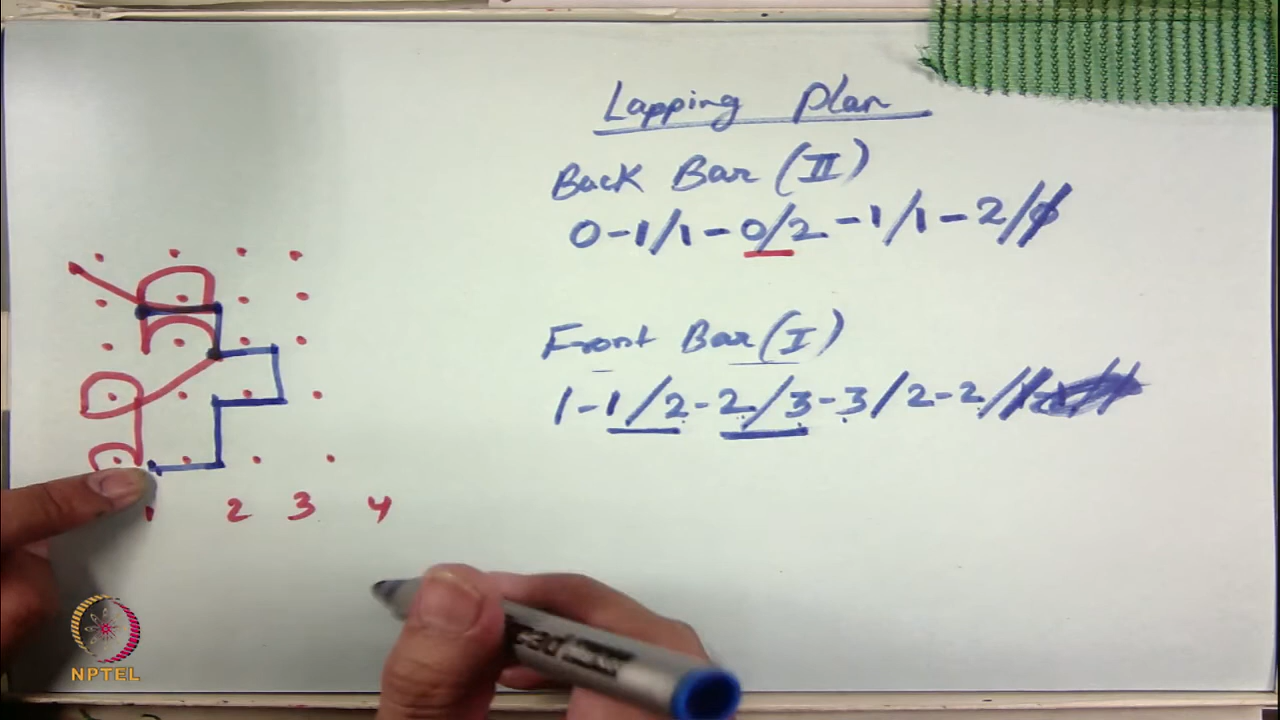 Lapping Plan
Back Bar (II)
0-1/1-0/2-1/1-2//
Front Bar (I)
1-1/2-2/3-3/2-2//
1 2 3 4
NPTEL